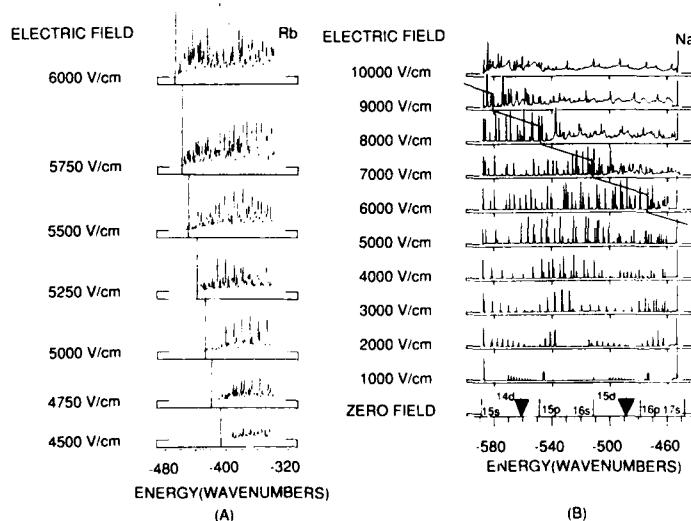 ELECTRIC FIELD
Rb
6000 V/cm
5750 V/cm
5500 V/cm
5250 V/cm
5000 V/cm
4750 V/cm
4500 V/cm
-480 -400 -320
ENERGY(WAVENUMBERS)
(A)
ELECTRIC FIELD
Na
10000 V/cm
9000 V/cm
8000 V/cm
7000 V/cm
6000 V/cm
5000 V/cm
4000 V/cm
3000 V/cm
2000 V/cm
1000 V/cm
ZERO FIELD
15s 14d 15p 16s 15d 16p 17s
-580 -540 -500 -450
ENERGY(WAVENUMBERS)
(B)